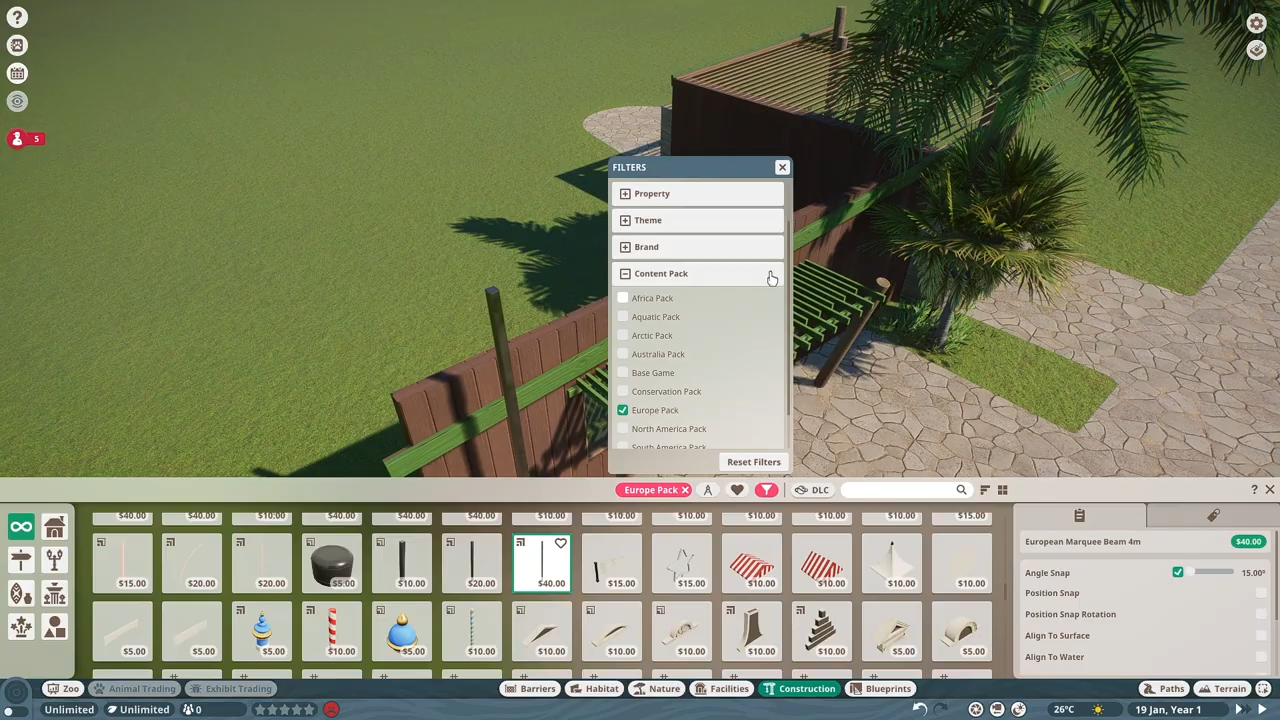 ?
5
FILTERS
Property
Theme
Brand
Content Pack
Africa Pack
Aquatic Pack
Arctic Pack
Australia Pack
Base Game
Conservation Pack
Europe Pack
North America Pack
South America Pack
Reset Filters
Europe Pack
DLC
?
$40.00 $40.00 $10.00 $40.00 $40.00 $40.00 $10.00 $10.00 $10.00 $10.00 $10.00 $10.00 $15.00
$15.00 $20.00 $20.00 $5.00 $10.00 $20.00 $40.00 $15.00 $15.00 $10.00 $10.00 $10.00 $10.00
$5.00 $5.00 $5.00 $10.00 $5.00 $10.00 $10.00 $10.00 $10.00 $10.00 $10.00 $5.00 $5.00
European Marquee Beam 4m $40.00
Angle Snap 15.00°
Position Snap
Position Snap Rotation
Align To Surface
Align To Water
Zoo Animal Trading Exhibit Trading Barriers Habitat Nature Facilities Construction Blueprints Paths Terrain
Unlimited Unlimited 0 26°C 19 Jan, Year 1